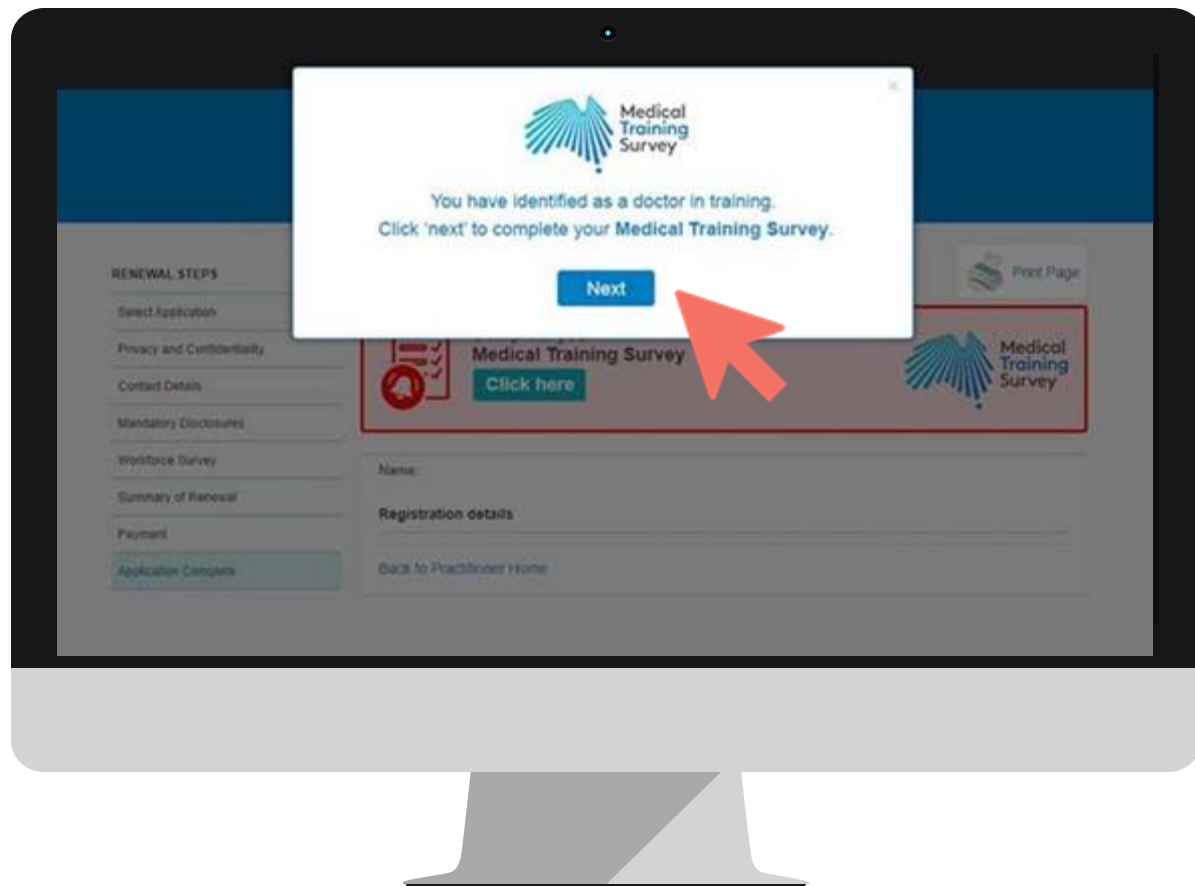 Medical
Training
Survey
You have identified as a doctor in training.
Click 'next' to complete your Medical Training Survey.
Next
Print Page
RENEWAL STEPS
Select Application
Privacy and Confidentiality
Contact Details
Mandatory Disclosures
Workforce Survey
Summary of Renewal
Payment
Application Complete
Medical Training Survey
Click here
Medical
Training
Survey
Name:
Registration details
Back to Practitioner Home